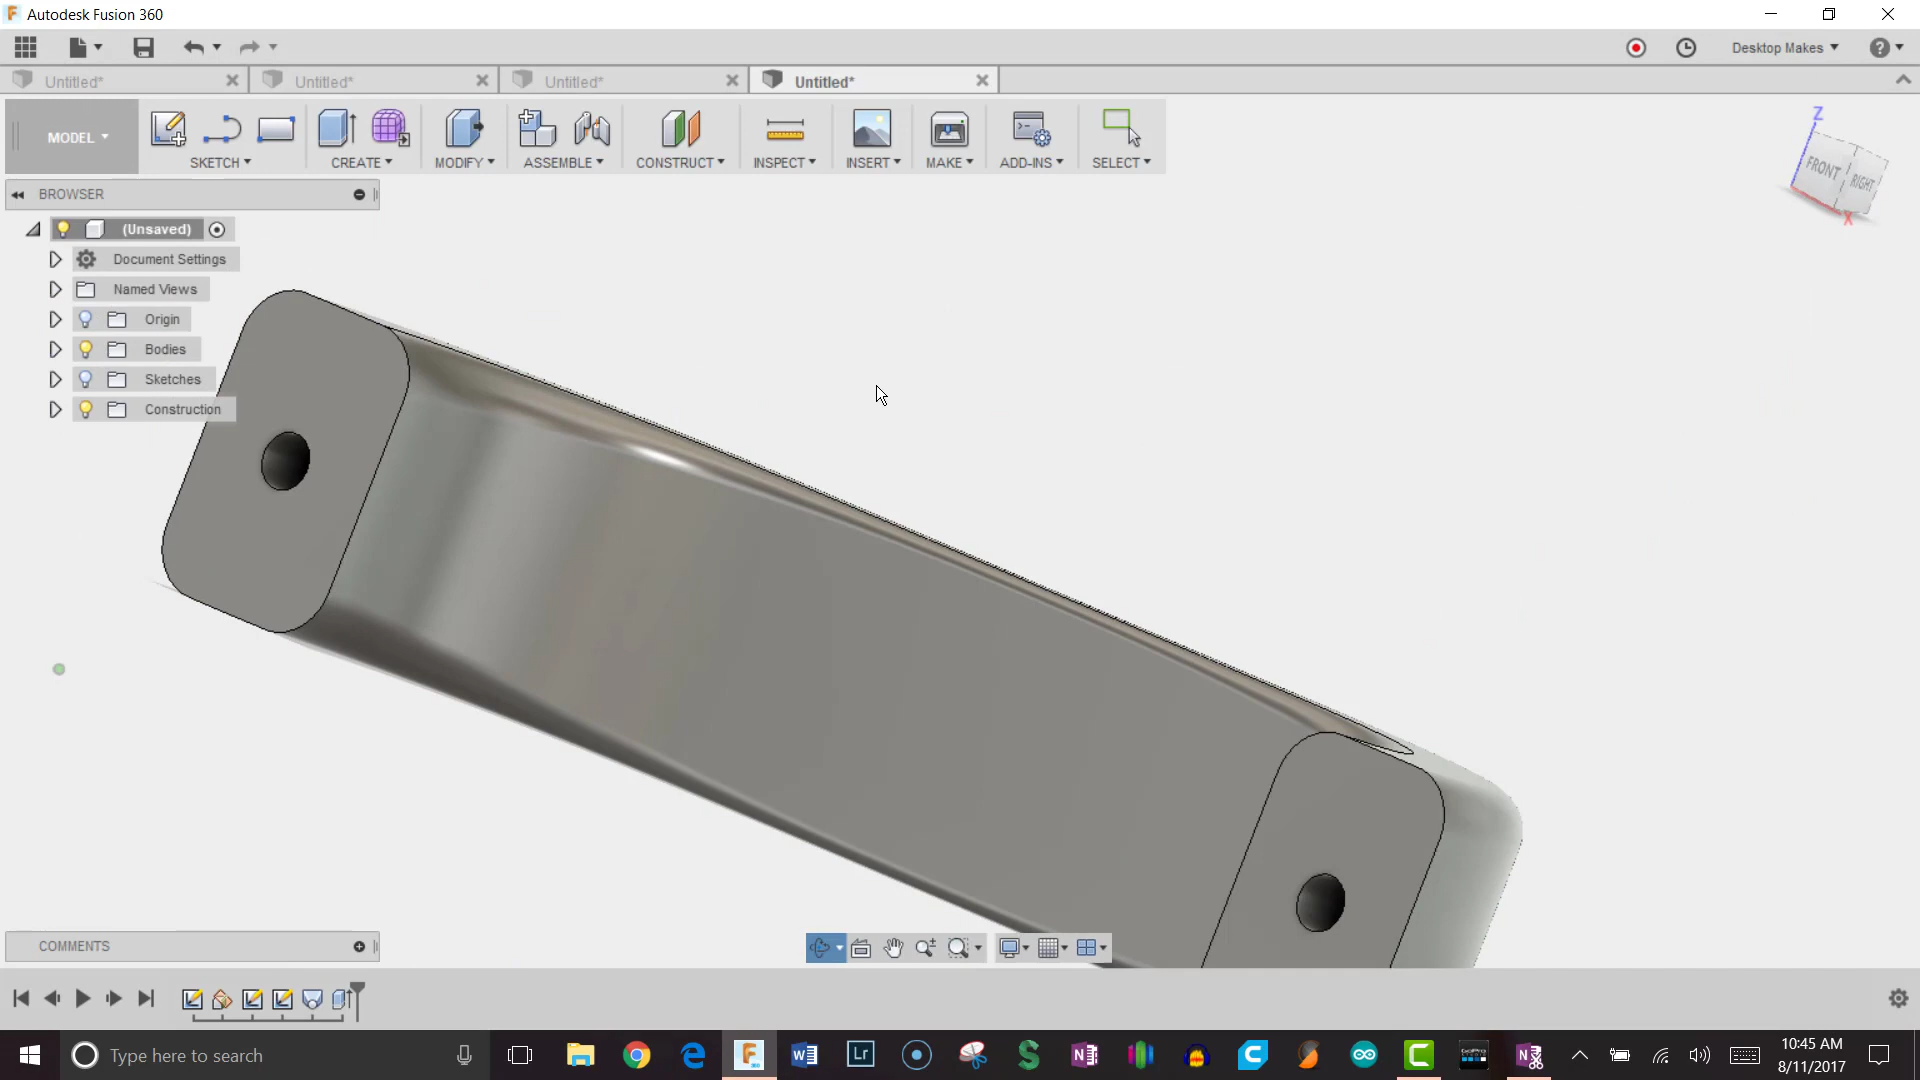 Autodesk Fusion 360
Desktop Makes
Untitled*
Untitled*
Untitled*
Untitled*
MODEL
SKETCH
CREATE
MODIFY
ASSEMBLE
CONSTRUCT
INSPECT
INSERT
MAKE
ADD-INS
SELECT
Z
FRONT
RIGHT
X
BROWSER
(Unsaved)
Document Settings
Named Views
Origin
Bodies
Sketches
Construction
COMMENTS
Type here to search
Lr
10:45 AM
8/11/2017